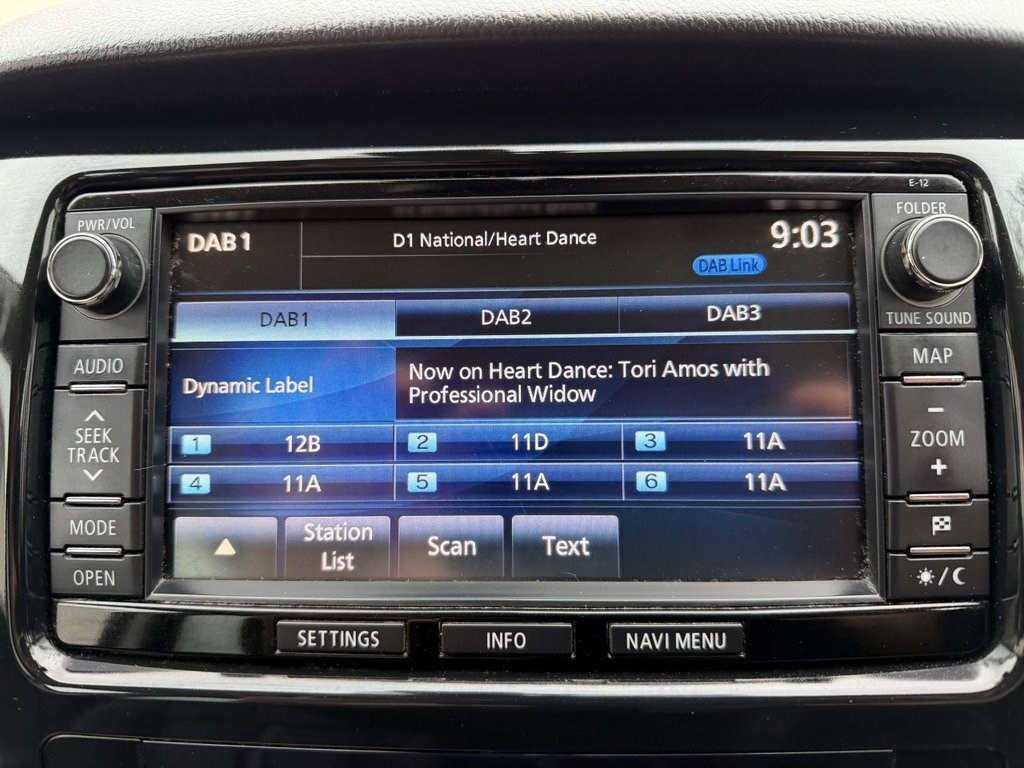 E-12
PWR/VOL
FOLDER
DAB1
D1 National/Heart Dance
9:03
DAB Link
TUNE SOUND
DAB1
DAB2
DAB3
AUDIO
MAP
Dynamic Label
Now on Heart Dance: Tori Amos with
Professional Widow
SEEK
TRACK
ZOOM
1 12B
2 11D
3 11A
4 11A
5 11A
6 11A
MODE
Station
List
Scan
Text
OPEN
SETTINGS
INFO
NAVI MENU